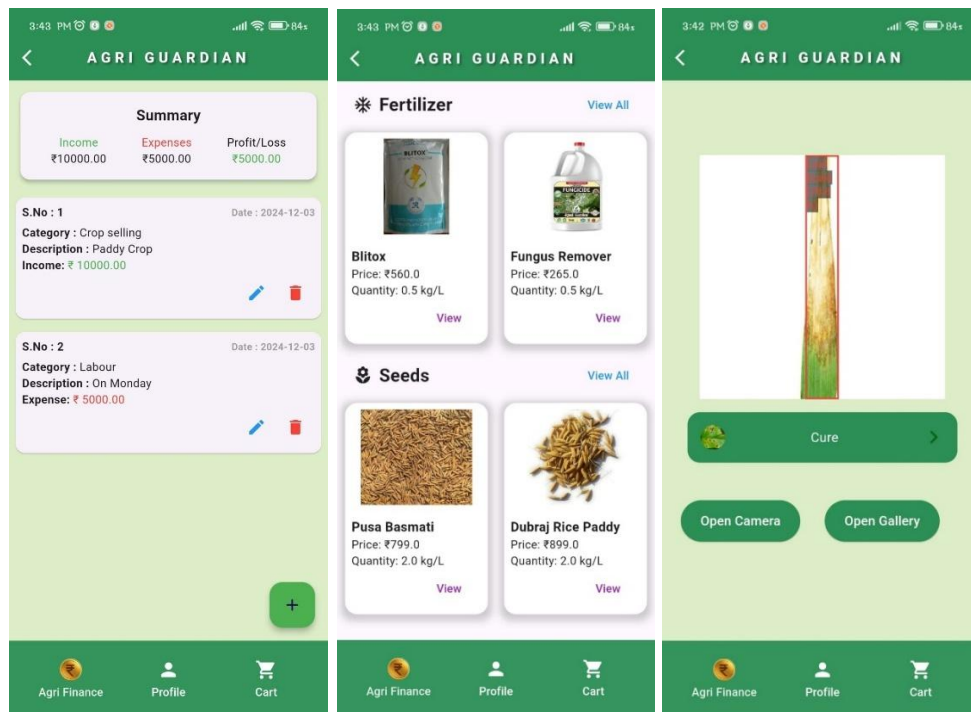 3:43 PM
84
AGRI GUARDIAN
Summary
Income Expenses Profit/Loss
₹10000.00 ₹5000.00 ₹5000.00
S.No : 1 Date : 2024-12-03
Category : Crop selling
Description : Paddy Crop
Income: ₹ 10000.00
S.No : 2 Date : 2024-12-03
Category : Labour
Description : On Monday
Expense: ₹ 5000.00
+
Agri Finance Profile Cart
3:43 PM
84
AGRI GUARDIAN
Fertilizer View All
BLITOX
FUNGICIDE
Blitox Fungus Remover
Price: ₹560.0 Price: ₹265.0
Quantity: 0.5 kg/L Quantity: 0.5 kg/L
View View
Seeds View All
Pusa Basmati Dubraj Rice Paddy
Price: ₹799.0 Price: ₹899.0
Quantity: 2.0 kg/L Quantity: 2.0 kg/L
View View
Agri Finance Profile Cart
3:42 PM
84
AGRI GUARDIAN
Cure
Open Camera Open Gallery
Agri Finance Profile Cart